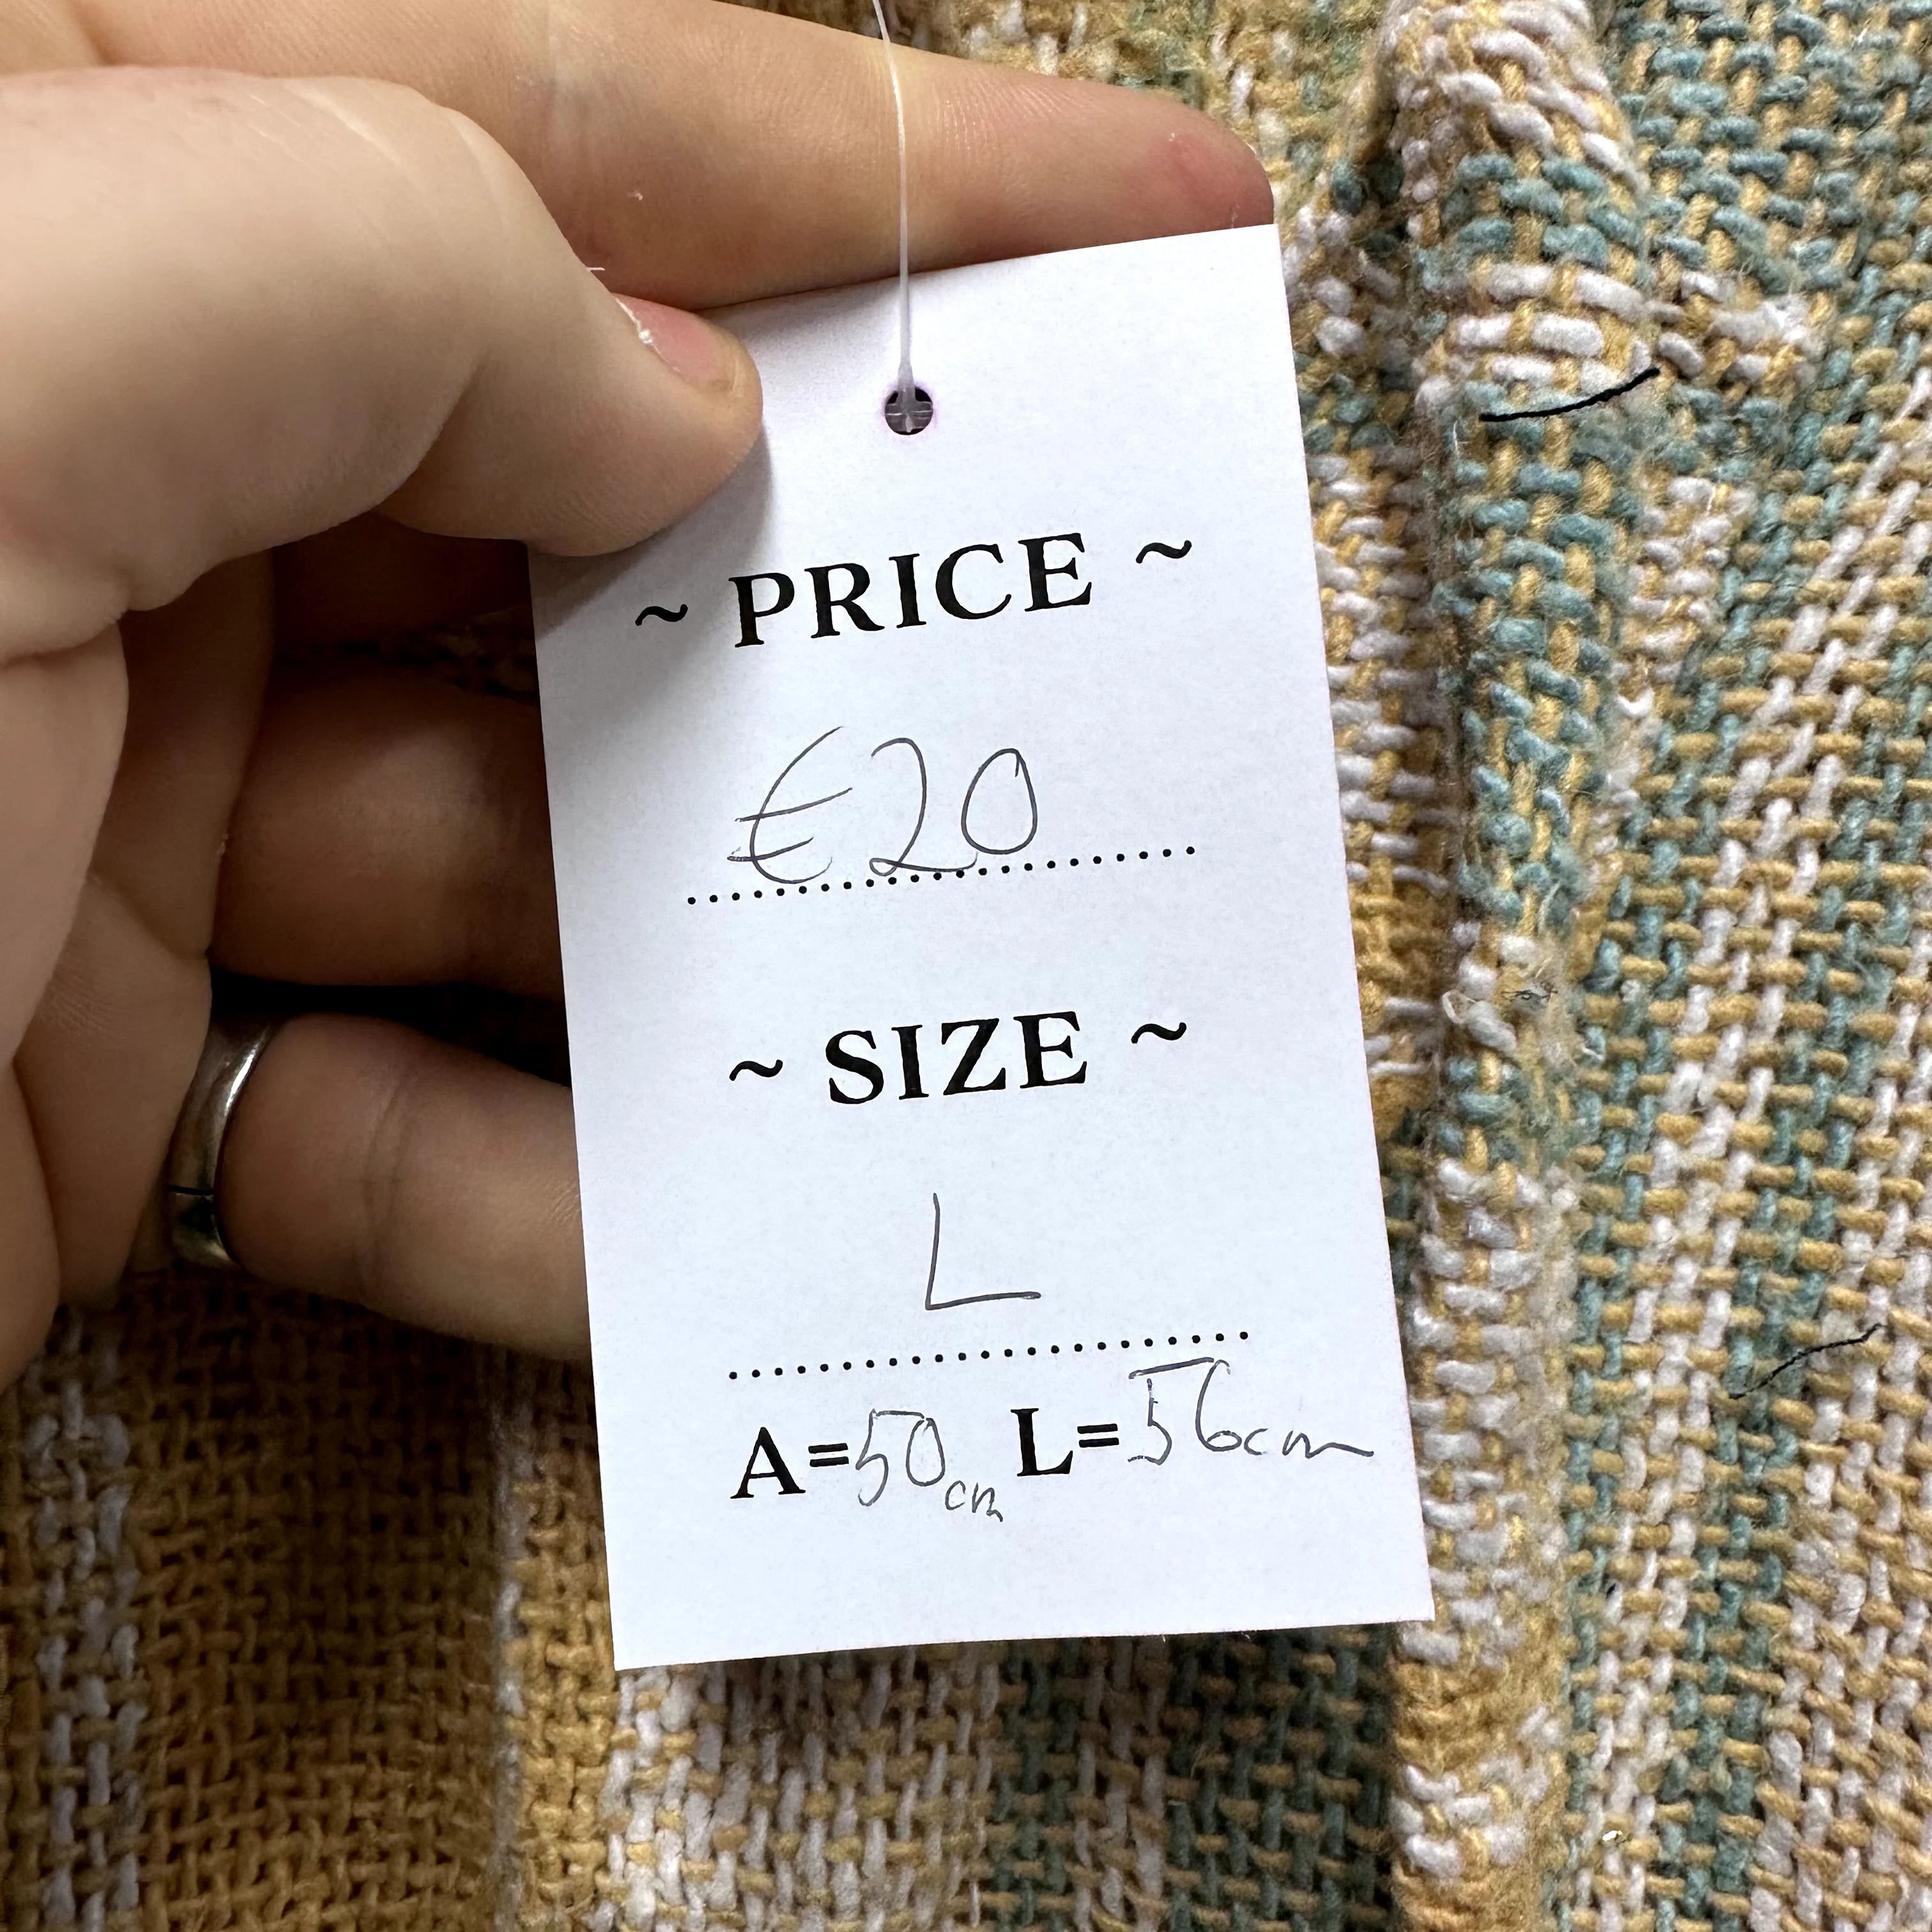 ~ PRICE ~
€20
~ SIZE ~
L
A=50cm L=56cm